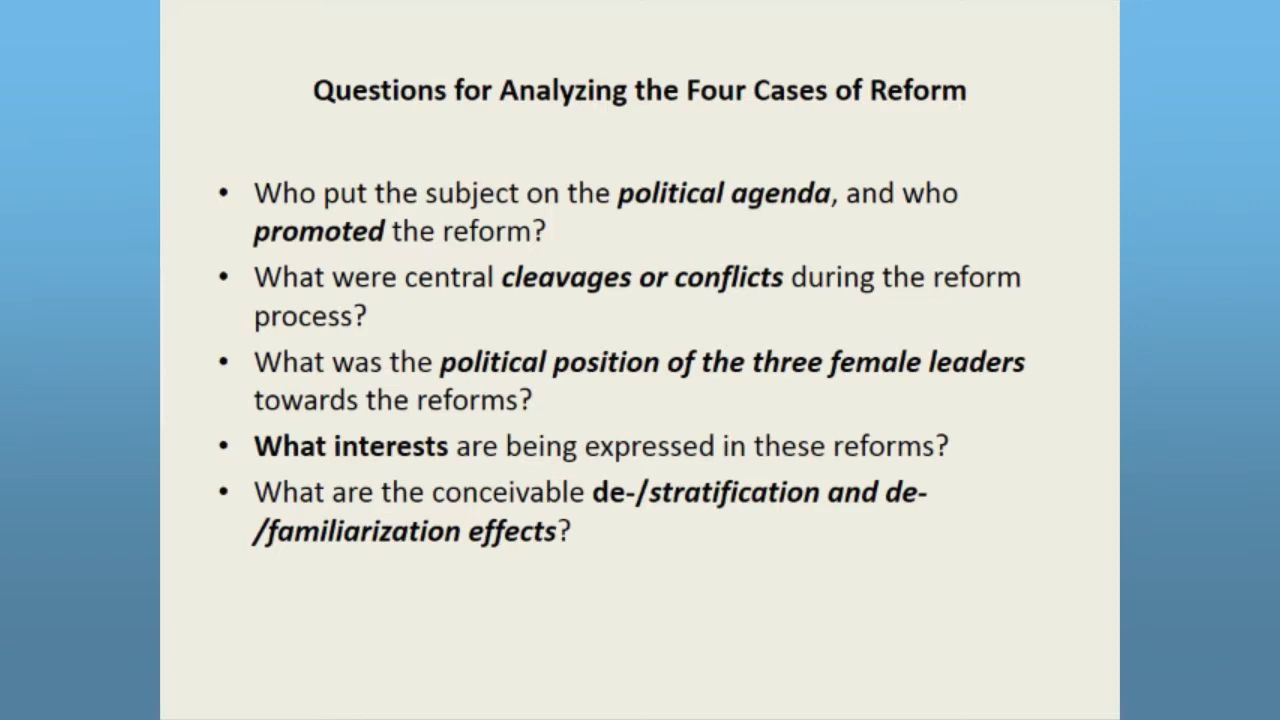 Questions for Analyzing the Four Cases of Reform
• Who put the subject on the political agenda, and who
promoted the reform?
• What were central cleavages or conflicts during the reform
process?
• What was the political position of the three female leaders
towards the reforms?
• What interests are being expressed in these reforms?
• What are the conceivable de-/stratification and de-
/familiarization effects?